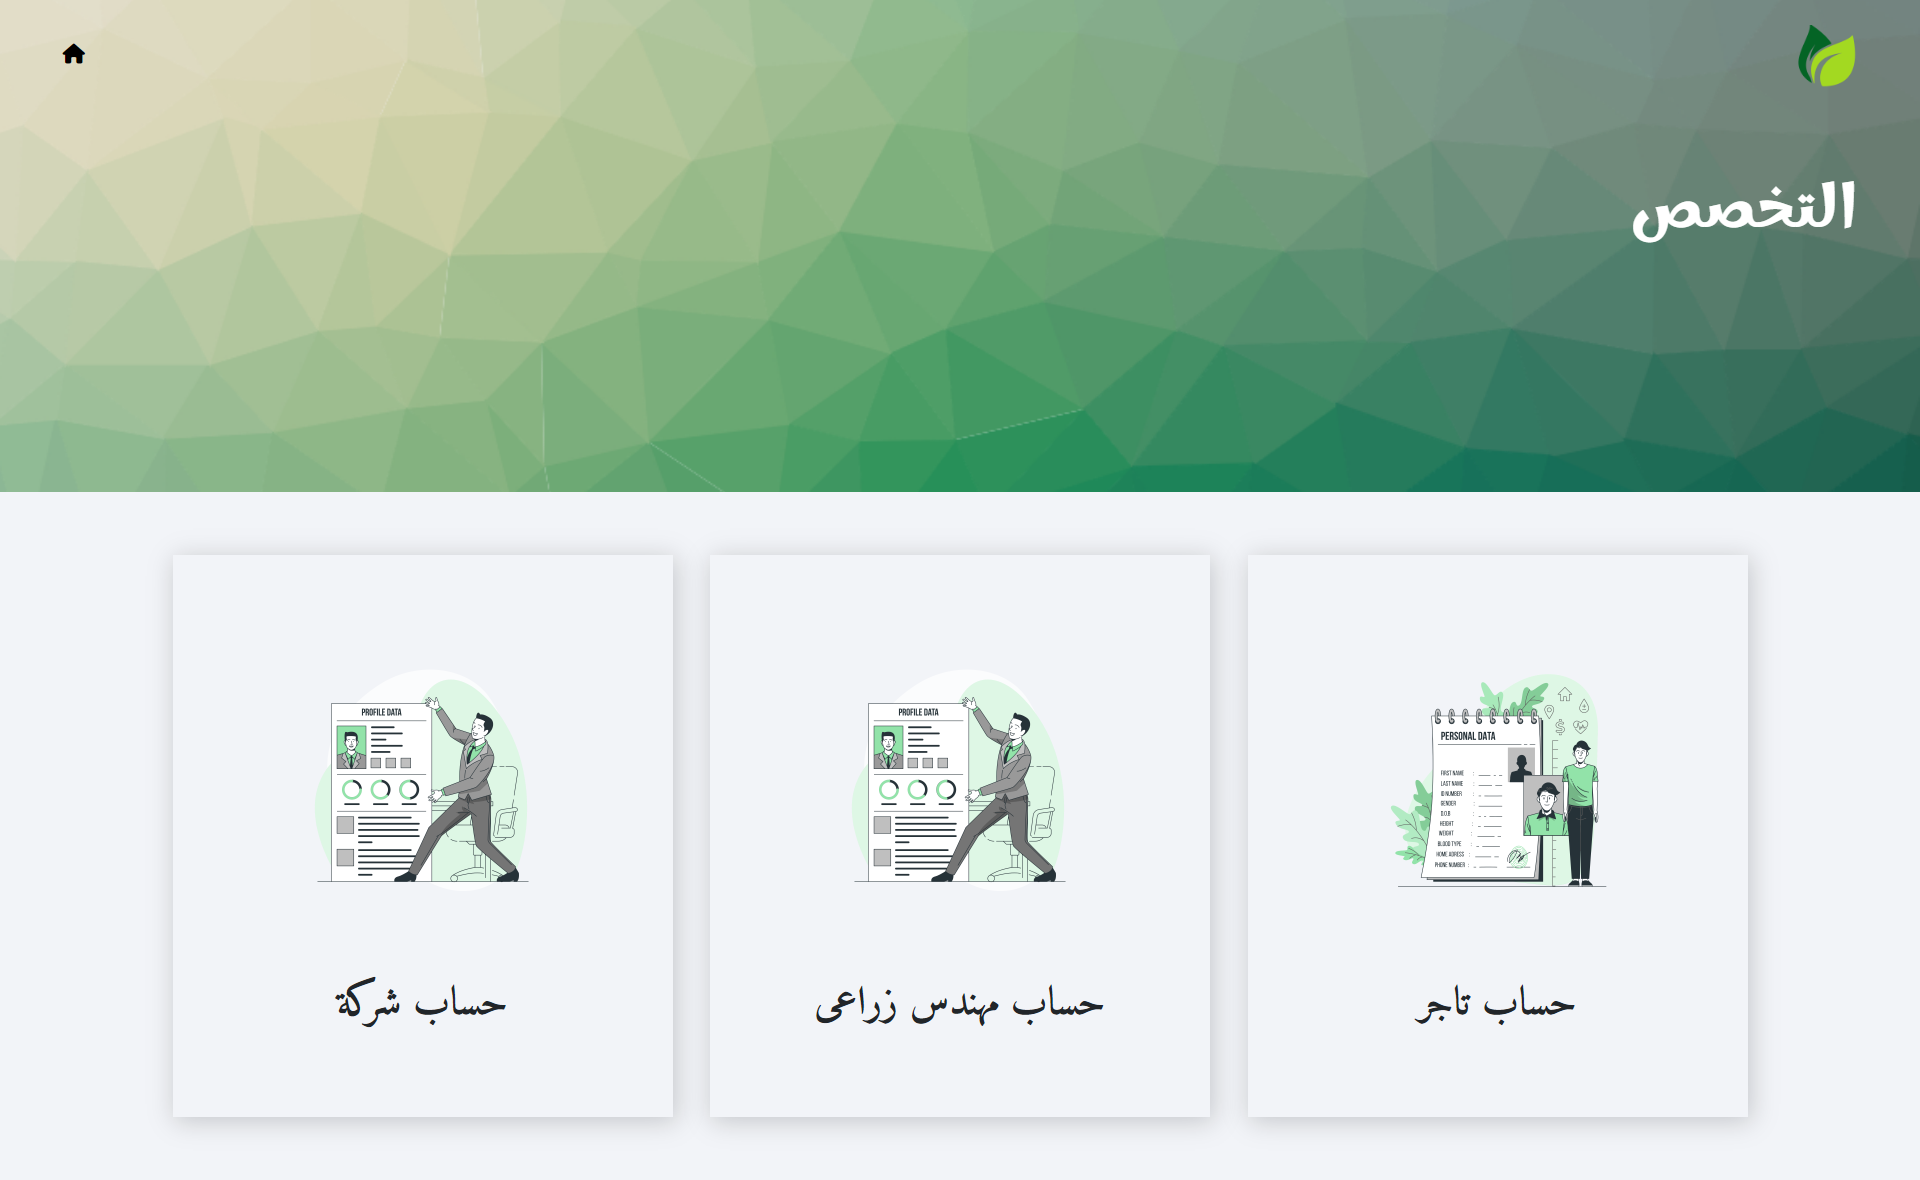 التخصص
حساب تاجر
حساب مهندس زراعى
حساب شركة
PERSONAL DATA
FIRST NAME :
LAST NAME :
ID NUMBER :
GENDER :
D.O.B :
HEIGHT :
WEIGHT :
BLOOD TYPE :
HOME ADRESS :
PHONE NUMBER :
PROFILE DATA
PROFILE DATA